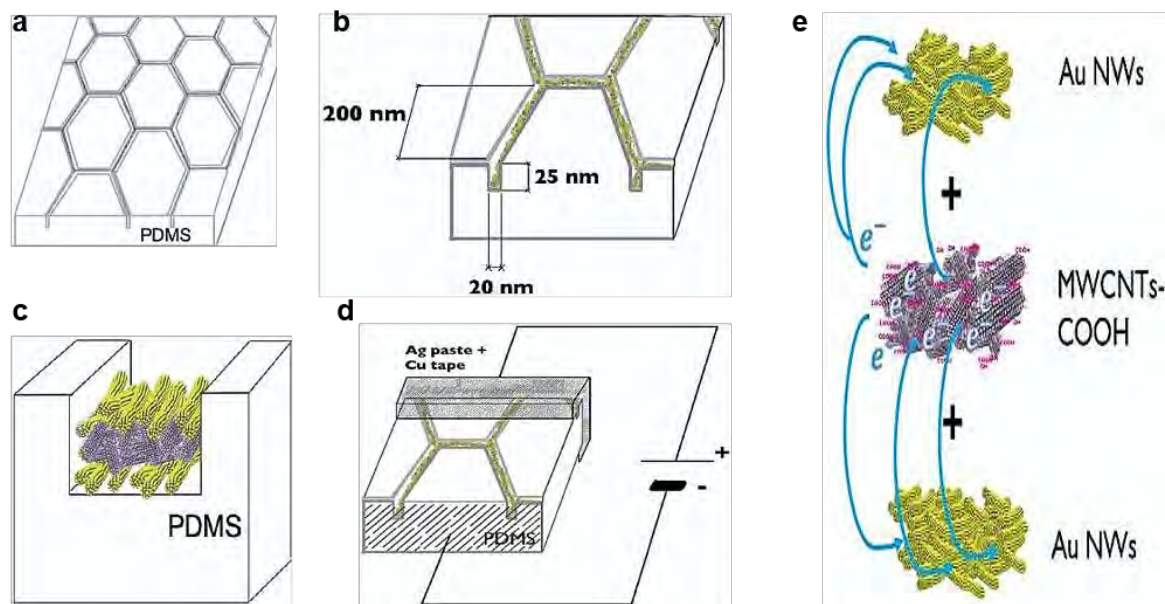 a
PDMS
b
200 nm
25 nm
20 nm
c
PDMS
d
Ag paste +
Cu tape
+
-
PDMS
e
Au NWs
+
e⁻
MWCNTs-
COOH
+
Au NWs